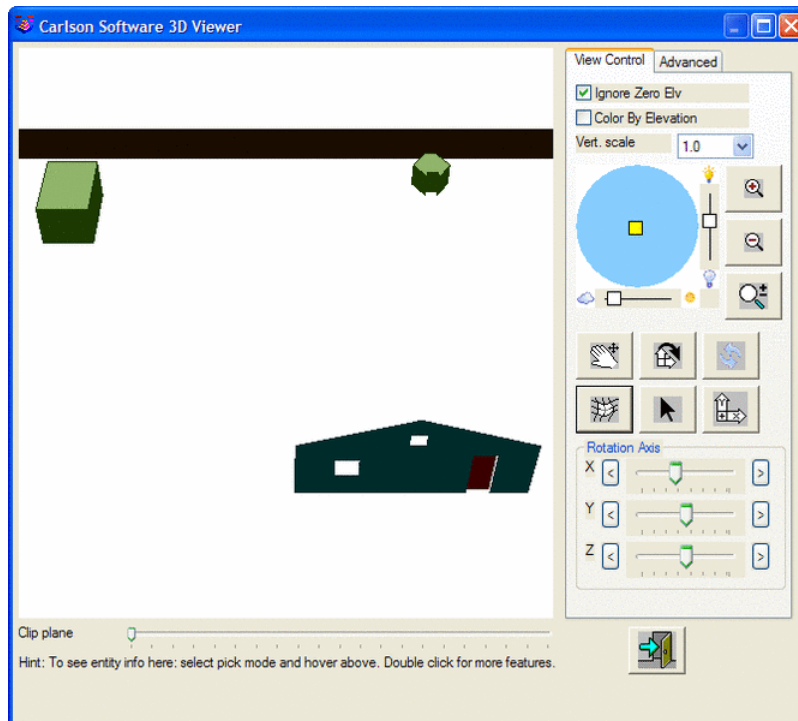 Carlson Software 3D Viewer
View Control
Advanced
Ignore Zero Elv
Color By Elevation
Vert. scale
1.0
Rotation Axis
X < >
Y < >
Z < >
Clip plane
Hint: To see entity info here: select pick mode and hover above. Double click for more features.